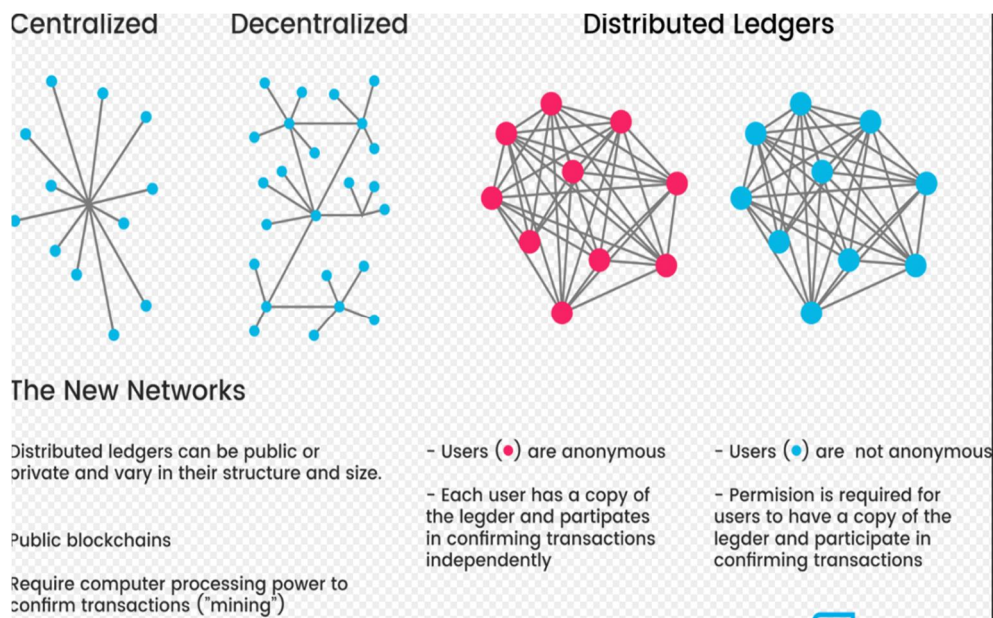 Centralized
Decentralized
Distributed Ledgers
The New Networks
Distributed ledgers can be public or
private and vary in their structure and size.
Public blockchains
Require computer processing power to
confirm transactions ("mining")
- Users (●) are anonymous
- Each user has a copy of
the legder and partipates
in confirming transactions
independently
- Users (●) are not anonymous
- Permision is required for
users to have a copy of the
legder and participate in
confirming transactions